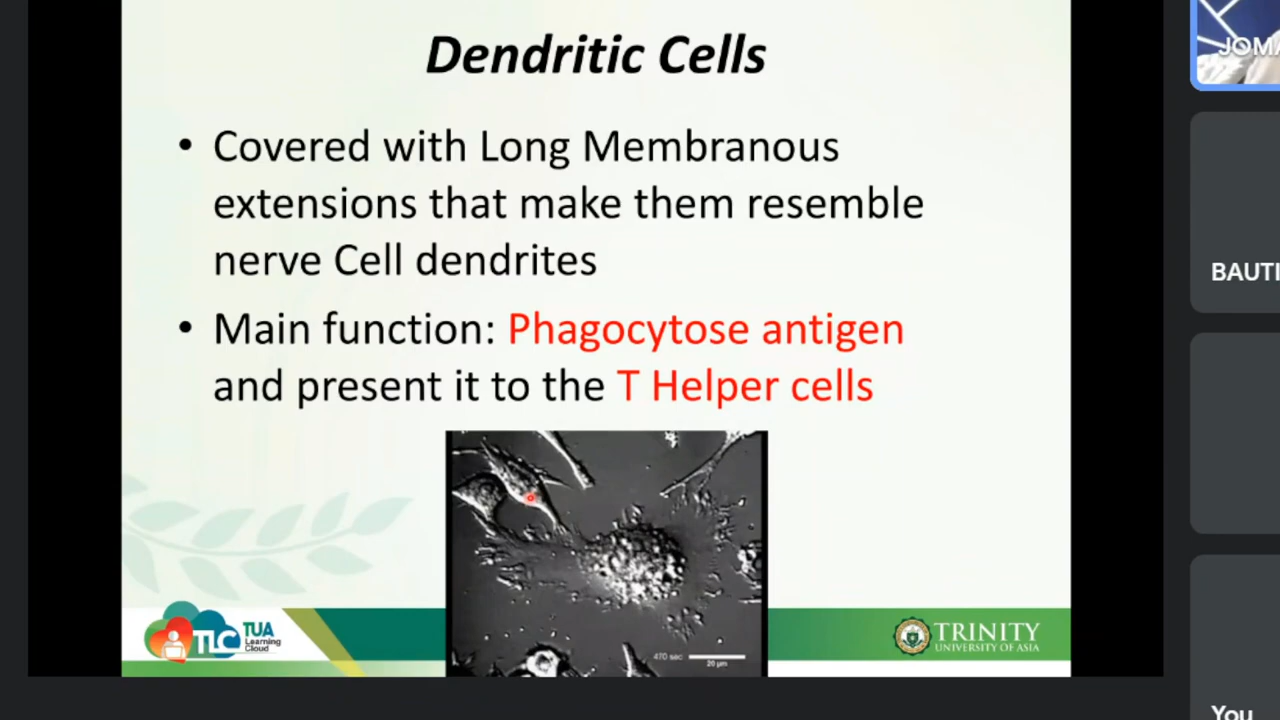 Dendritic Cells
• Covered with Long Membranous
extensions that make them resemble
nerve Cell dendrites
• Main function: Phagocytose antigen
and present it to the T Helper cells
470 sec
20 µm
TLC
TUA
Learning
Cloud
TRINITY
UNIVERSITY OF ASIA
JOMA
BAUTI
You